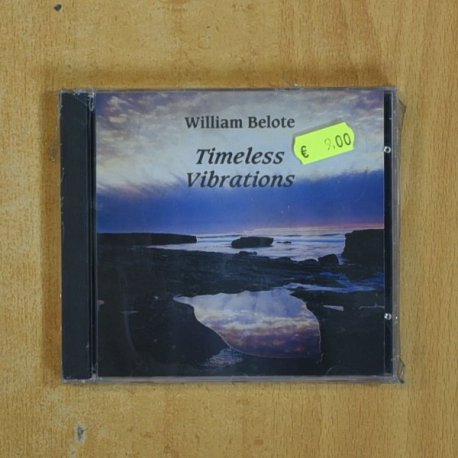 William Belote
Timeless
Vibrations
€ 9.00